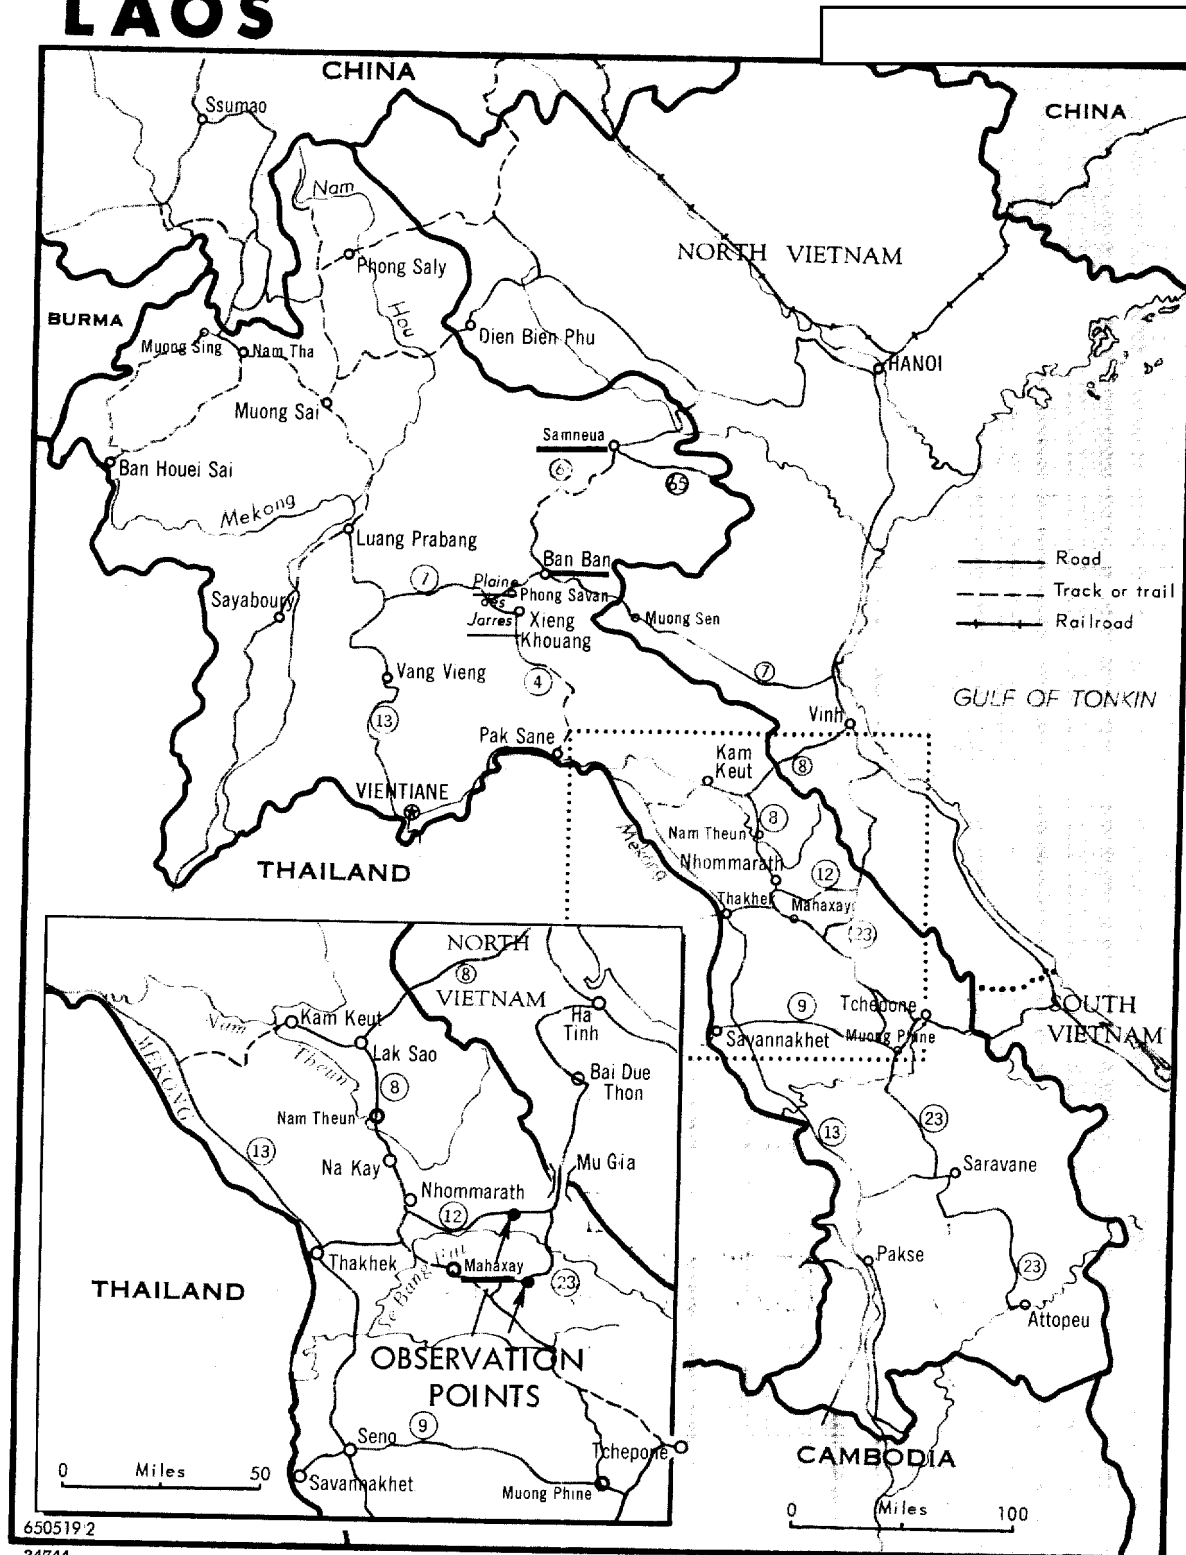 LAOS
CHINA
CHINA
Ssumao
Nam
Hou
Phong Saly
NORTH VIETNAM
BURMA
Muong Sing
Nam Tha
Dien Bien Phu
HANOI
Muong Sai
Samneua
6
65
Ban Houei Sai
Mekong
Luang Prabang
Ban Ban
7
Plaine
des
Jarres
Phong Savan
Sayaboury
Xieng
Khouang
Muong Sen
Road
Track or trail
Railroad
Vang Vieng
4
7
GULF OF TONKIN
13
Vinh
Pak Sane
Kam
Keut
8
VIENTIANE
8
Nam Theun
Mekong
Nhommarath
12
THAILAND
Thakhek
Mahaxay
23
9
Tchepone
Savannakhet
Muong Phine
SOUTH
VIETNAM
23
13
Saravane
Pakse
23
Attopeu
CAMBODIA
0 Miles 100
NORTH
8
VIETNAM
Ha
Tinh
Nam
Kam Keut
MEKONG
Theun
Lak Sao
8
Bai Due
Thon
Nam Theun
13
Na Kay
Mu Gia
Nhommarath
12
Thakhek
Se Bang
Mahaxay
23
THAILAND
OBSERVATION
POINTS
9
Seno
Tchepone
Savannakhet
Muong Phine
0 Miles 50
650519 2